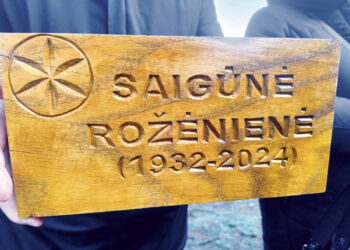 SAIGŪNĖ
ROŽĖNIENĖ
(1932-2024)